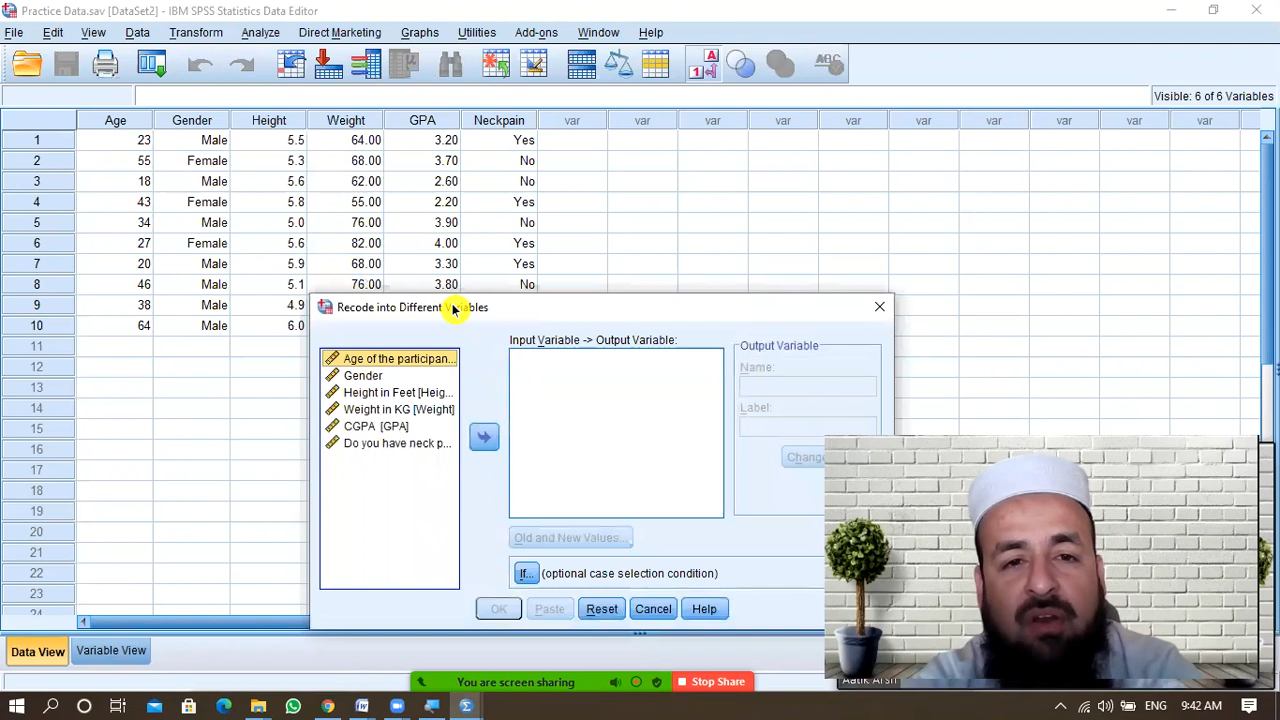 Practice Data.sav [DataSet2] - IBM SPSS Statistics Data Editor
File Edit View Data Transform Analyze Direct Marketing Graphs Utilities Add-ons Window Help
Visible: 6 of 6 Variables
Age Gender Height Weight GPA Neckpain var var var var var var var var var var
1 23 Male 5.5 64.00 3.20 Yes
2 55 Female 5.3 68.00 3.70 No
3 18 Male 5.6 62.00 2.60 No
4 43 Female 5.8 55.00 2.20 Yes
5 34 Male 5.0 76.00 3.90 No
6 27 Female 5.6 82.00 4.00 Yes
7 20 Male 5.9 68.00 3.30 Yes
8 46 Male 5.1 76.00 3.80 No
9 38 Male 4.9
10 64 Male 6.0
11
12
13
14
15
16
17
18
19
20
21
22
23
Recode into Different Variables
Input Variable -> Output Variable:
Output Variable
Name:
Label:
Change
Age of the participan...
Gender
Height in Feet [Heig...
Weight in KG [Weight]
CGPA [GPA]
Do you have neck p...
Old and New Values...
If... (optional case selection condition)
OK Paste Reset Cancel Help
Data View Variable View
You are screen sharing Stop Share
Aatik Arsh
ENG 9:42 AM